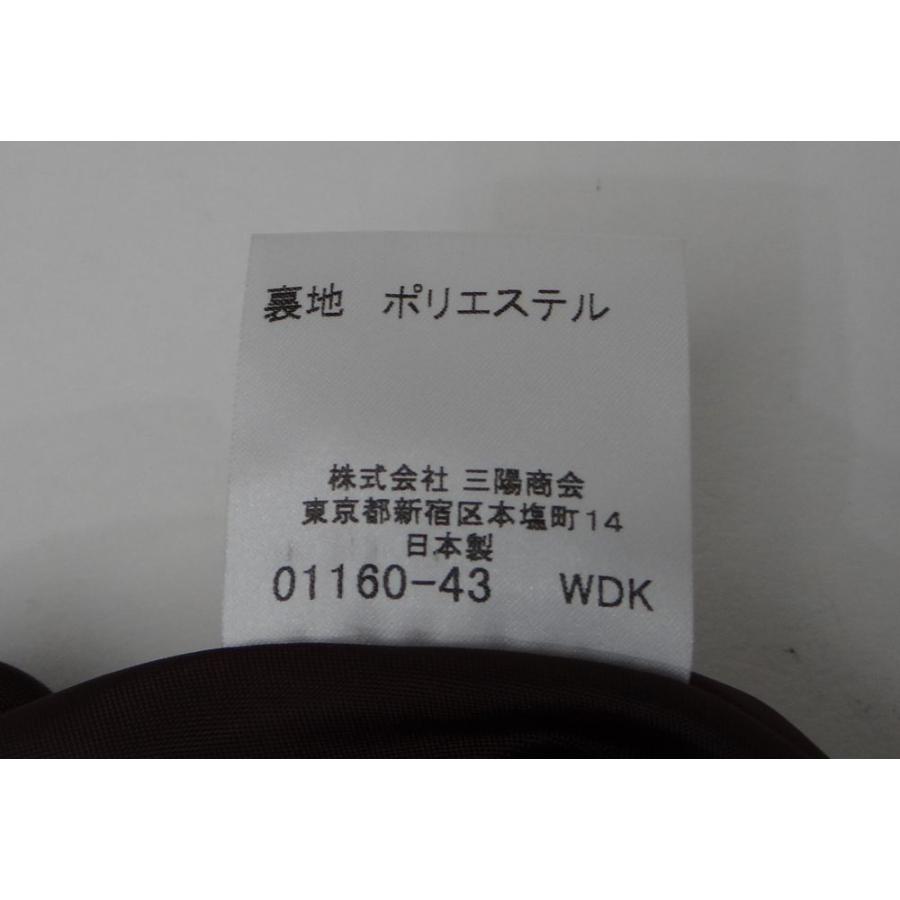 裏地　ポリエステル
株式会社 三陽商会
東京都新宿区本塩町14
日本製
01160-43 WDK